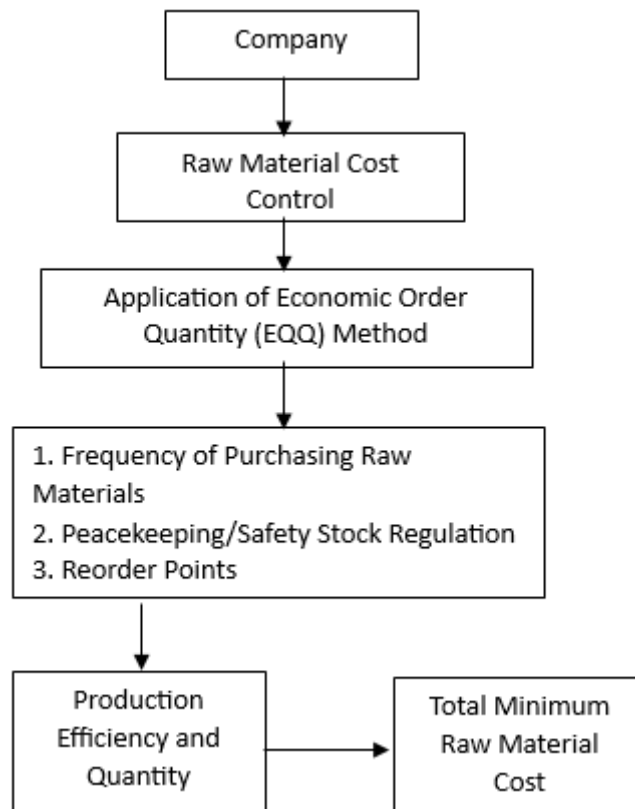 Company
Raw Material Cost
Control
Application of Economic Order
Quantity (EQQ) Method
1. Frequency of Purchasing Raw
Materials
2. Peacekeeping/Safety Stock Regulation
3. Reorder Points
Production
Efficiency and
Quantity
Total Minimum
Raw Material
Cost